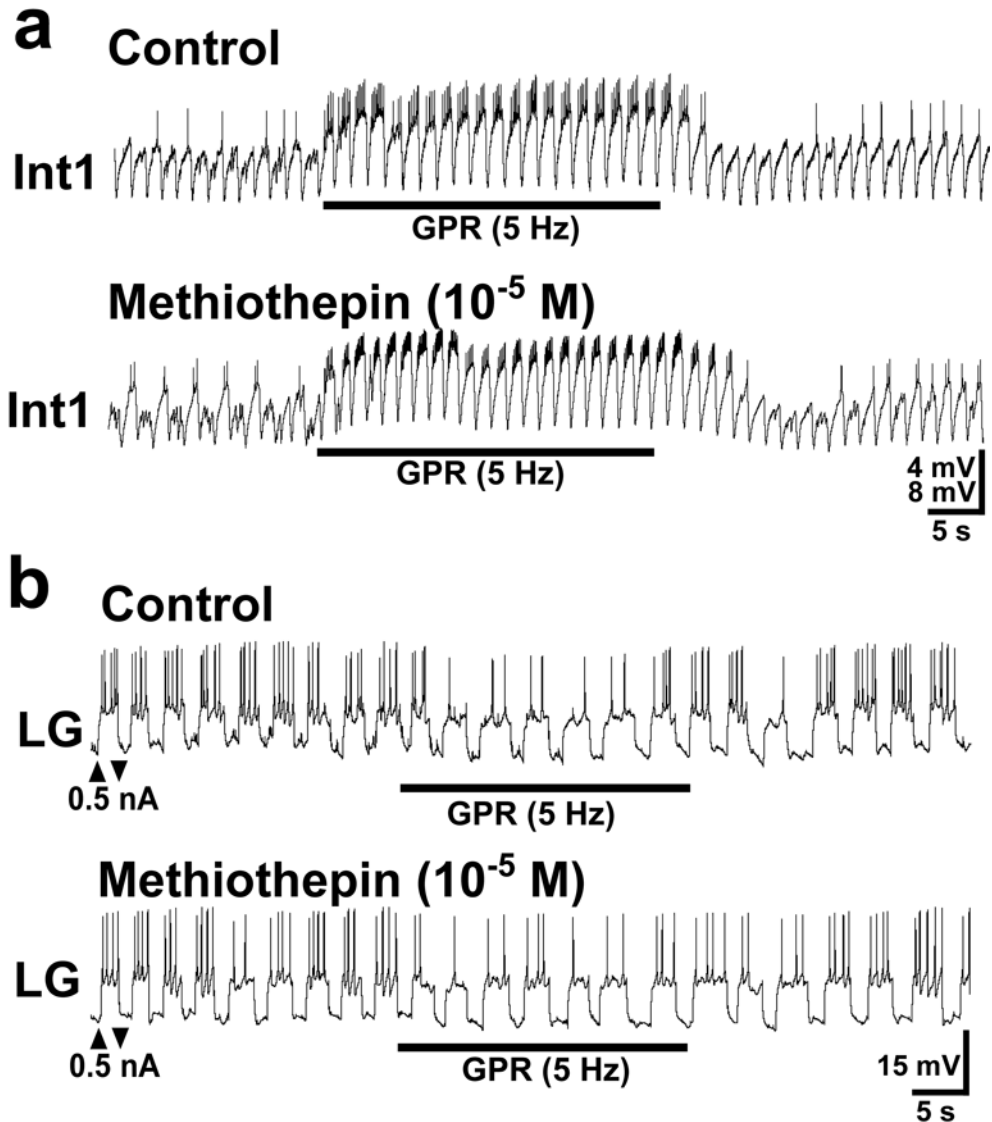 a
Control
Int1
GPR (5 Hz)
Methiothepin (10⁻⁵ M)
Int1
GPR (5 Hz)
4 mV
8 mV
5 s
b
Control
LG
0.5 nA
GPR (5 Hz)
Methiothepin (10⁻⁵ M)
LG
0.5 nA
GPR (5 Hz)
15 mV
5 s